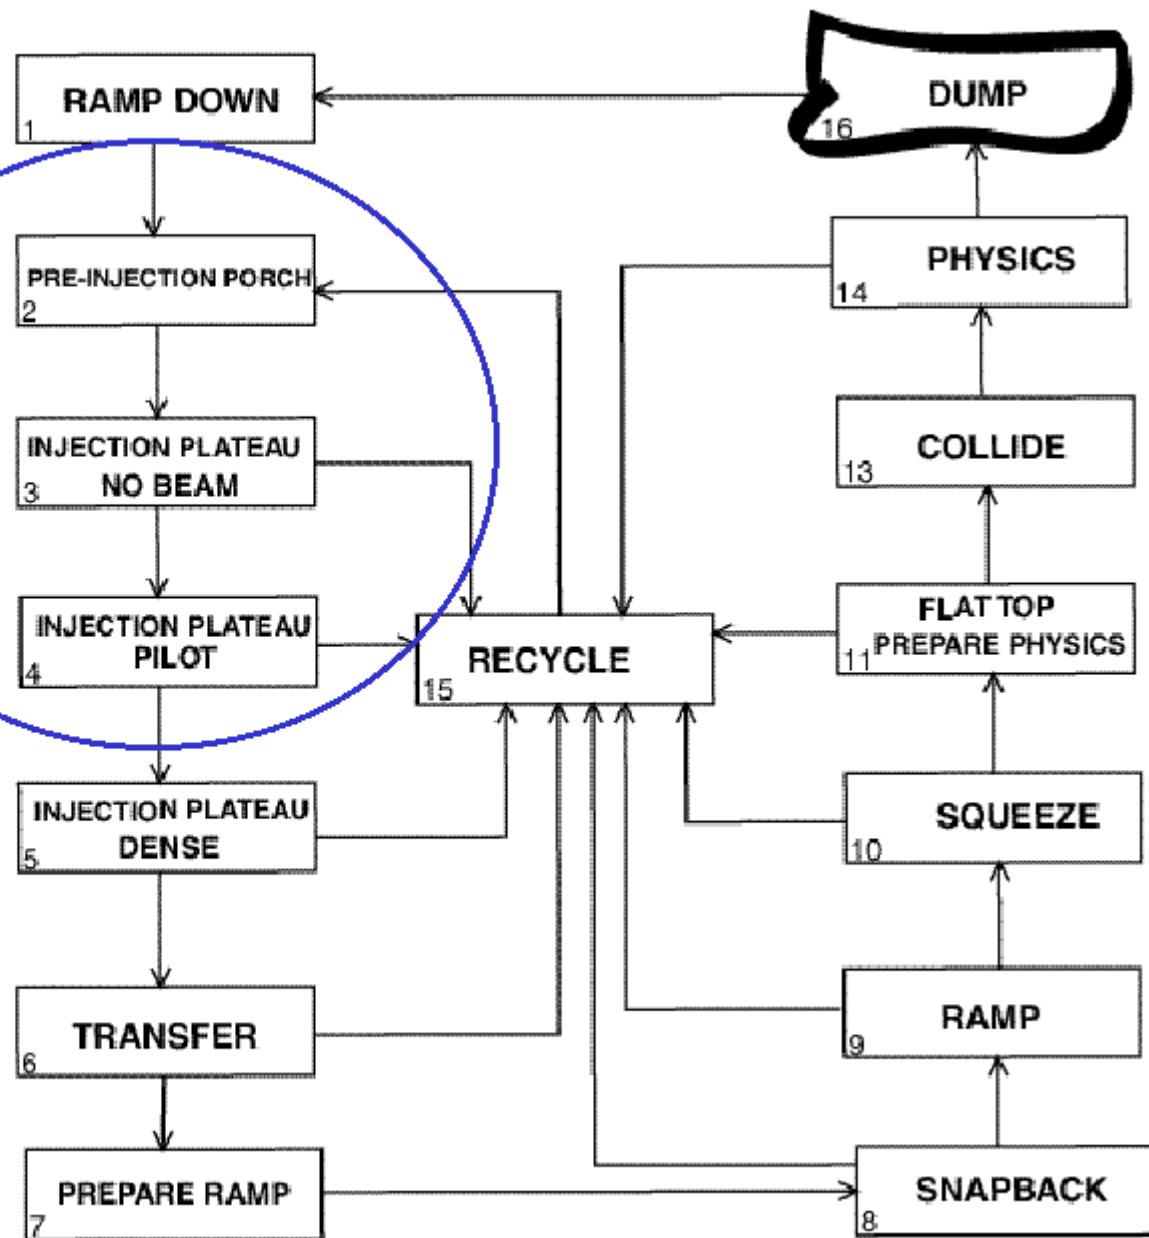 RAMP DOWN
1
PRE-INJECTION PORCH
2
INJECTION PLATEAU
NO BEAM
3
INJECTION PLATEAU
PILOT
4
INJECTION PLATEAU
DENSE
5
TRANSFER
6
PREPARE RAMP
7
RECYCLE
15
DUMP
16
PHYSICS
14
COLLIDE
13
FLAT TOP
PREPARE PHYSICS
11
SQUEEZE
10
RAMP
9
SNAPBACK
8